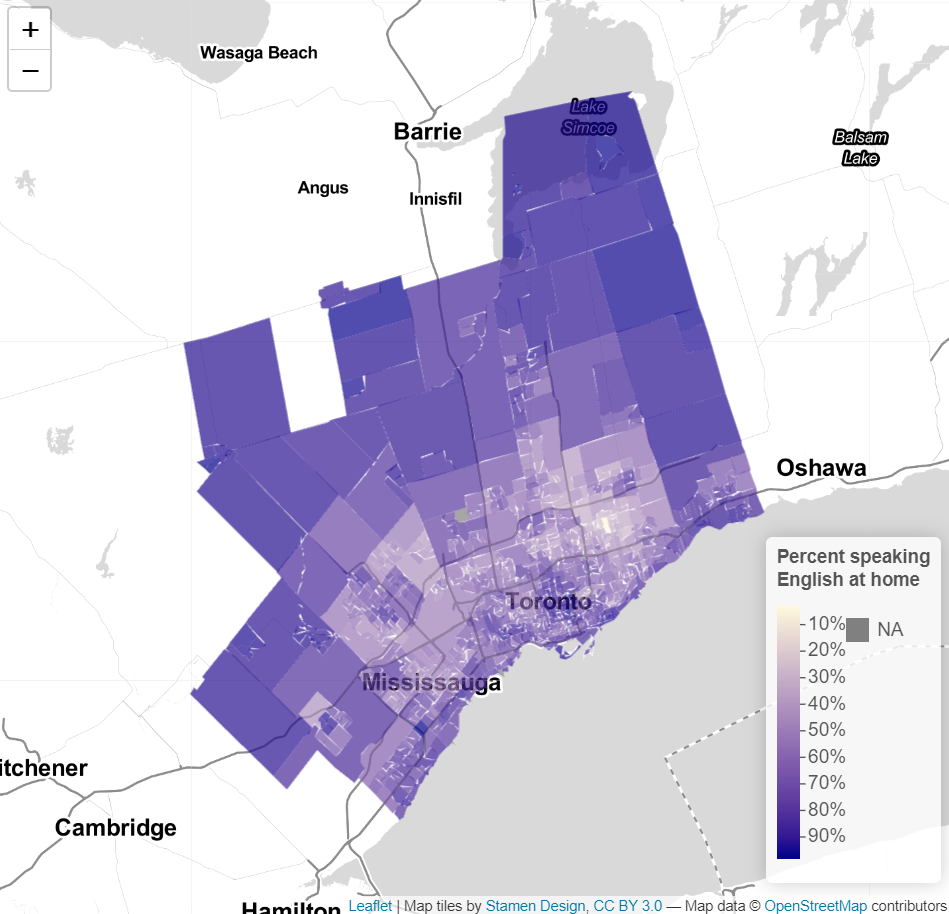 +
−
Wasaga Beach
Barrie
Lake
Simcoe
Balsam
Lake
Angus
Innisfil
Oshawa
Toronto
Mississauga
itchener
Cambridge
Hamilton
Percent speaking
English at home
10%
NA
20%
30%
40%
50%
60%
70%
80%
90%
Leaflet | Map tiles by Stamen Design, CC BY 3.0 — Map data © OpenStreetMap contributors